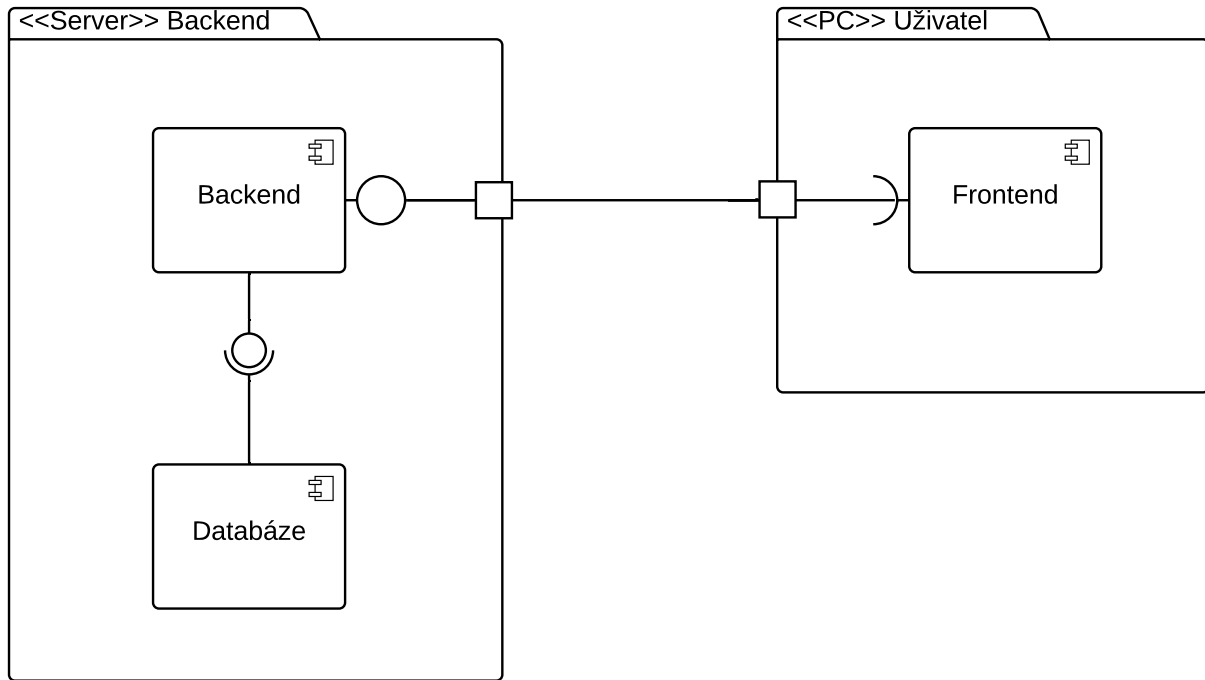 <<Server>> Backend
<<PC>> Uživatel
Backend
Frontend
Databáze